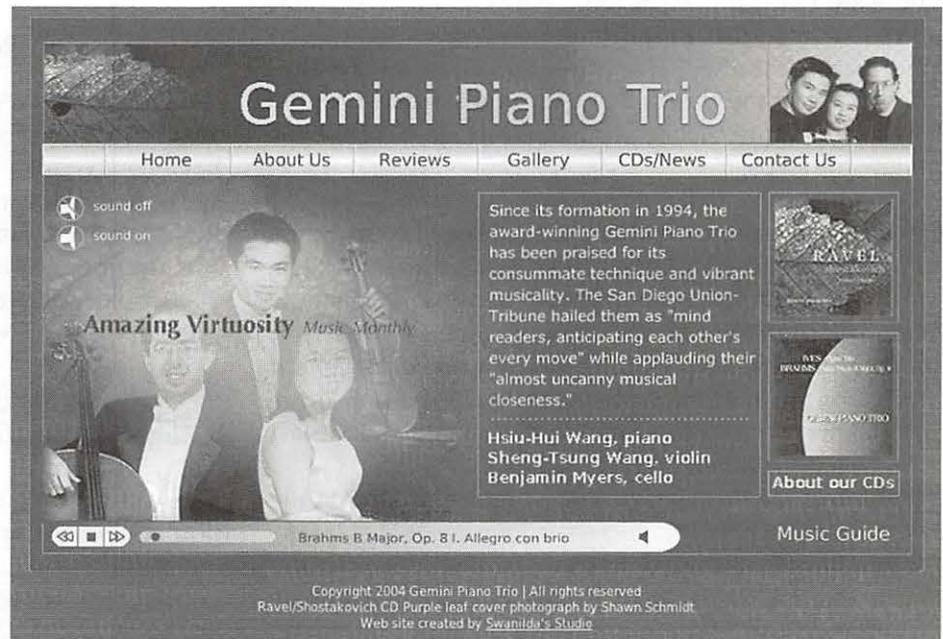 Gemini Piano Trio
Home About Us Reviews Gallery CDs/News Contact Us
sound off
sound on
Amazing Virtuosity Music Monthly
Since its formation in 1994, the
award-winning Gemini Piano Trio
has been praised for its
consummate technique and vibrant
musicality. The San Diego Union-
Tribune hailed them as "mind
readers, anticipating each other's
every move" while applauding their
"almost uncanny musical
closeness."
Hsiu-Hui Wang, piano
Sheng-Tsung Wang, violin
Benjamin Myers, cello
RAVEL
IVES
BRAHMS
GEMINI PIANO TRIO
About our CDs
Brahms B Major, Op. 8 I. Allegro con brio
Music Guide
Copyright 2004 Gemini Piano Trio | All rights reserved
Ravel/Shostakovich CD Purple leaf cover photograph by Shawn Schmidt
Web site created by Swanilda's Studio